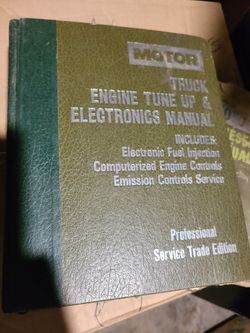 MOTOR
TRUCK
ENGINE TUNE UP &
ELECTRONICS MANUAL
INCLUDES:
Electronic Fuel Injection
Computerized Engine Controls
Emission Controls Service
Professional
Service Trade Edition